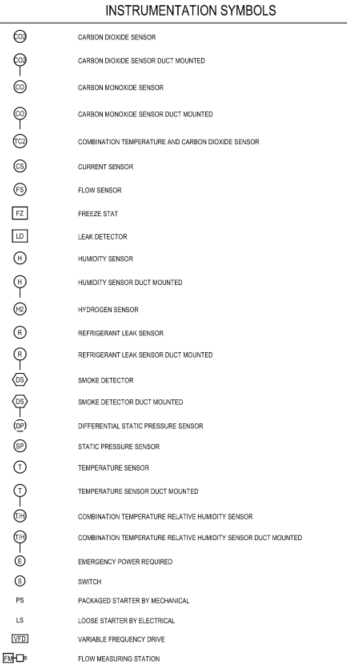 INSTRUMENTATION SYMBOLS
CO2 CARBON DIOXIDE SENSOR
CO2 CARBON DIOXIDE SENSOR DUCT MOUNTED
CO CARBON MONOXIDE SENSOR
CO CARBON MONOXIDE SENSOR DUCT MOUNTED
TC2 COMBINATION TEMPERATURE AND CARBON DIOXIDE SENSOR
CS CURRENT SENSOR
FS FLOW SENSOR
FZ FREEZE STAT
LD LEAK DETECTOR
H HUMIDITY SENSOR
H HUMIDITY SENSOR DUCT MOUNTED
H2 HYDROGEN SENSOR
R REFRIGERANT LEAK SENSOR
R REFRIGERANT LEAK SENSOR DUCT MOUNTED
DS SMOKE DETECTOR
DS SMOKE DETECTOR DUCT MOUNTED
DP DIFFERENTIAL STATIC PRESSURE SENSOR
SP STATIC PRESSURE SENSOR
T TEMPERATURE SENSOR
T TEMPERATURE SENSOR DUCT MOUNTED
T/H COMBINATION TEMPERATURE RELATIVE HUMIDITY SENSOR
T/H COMBINATION TEMPERATURE RELATIVE HUMIDITY SENSOR DUCT MOUNTED
E EMERGENCY POWER REQUIRED
S SWITCH
PS PACKAGED STARTER BY MECHANICAL
LS LOOSE STARTER BY ELECTRICAL
VFD VARIABLE FREQUENCY DRIVE
FM FLOW MEASURING STATION